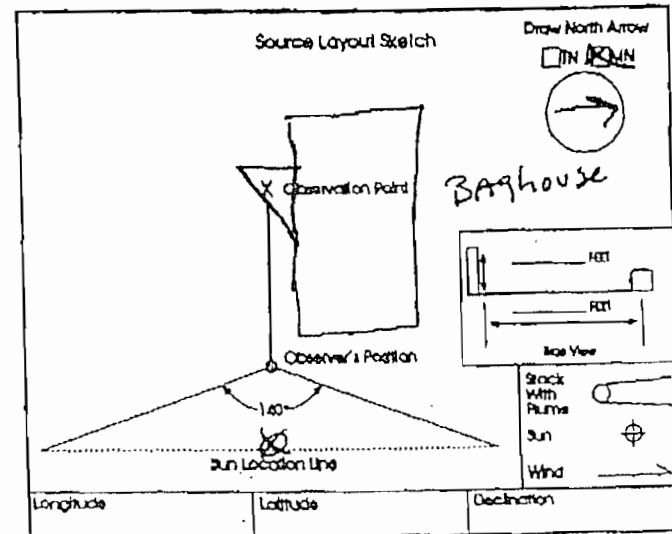 Source Layout Sketch
Draw North Arrow
TN MN
X Observation Point
BAghouse
Feet
Feet
Side View
Observer's Position
140°
Sun Location Line
Stack
With
Plume
Sun
Wind
Longitude
Latitude
Declination